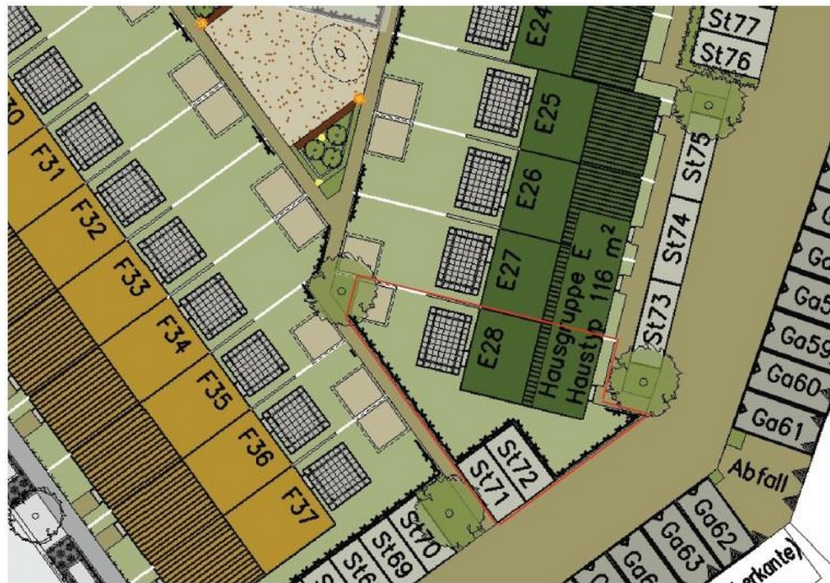 St77
St76
E24
E25
E26
E27
E28
Hausgruppe E
Haustyp 116 m²
St75
St74
St73
F30
F31
F32
F33
F34
F35
F36
F37
Ga59
Ga60
Ga61
Abfall
Ga62
Ga63
St72
St71
St70
St69